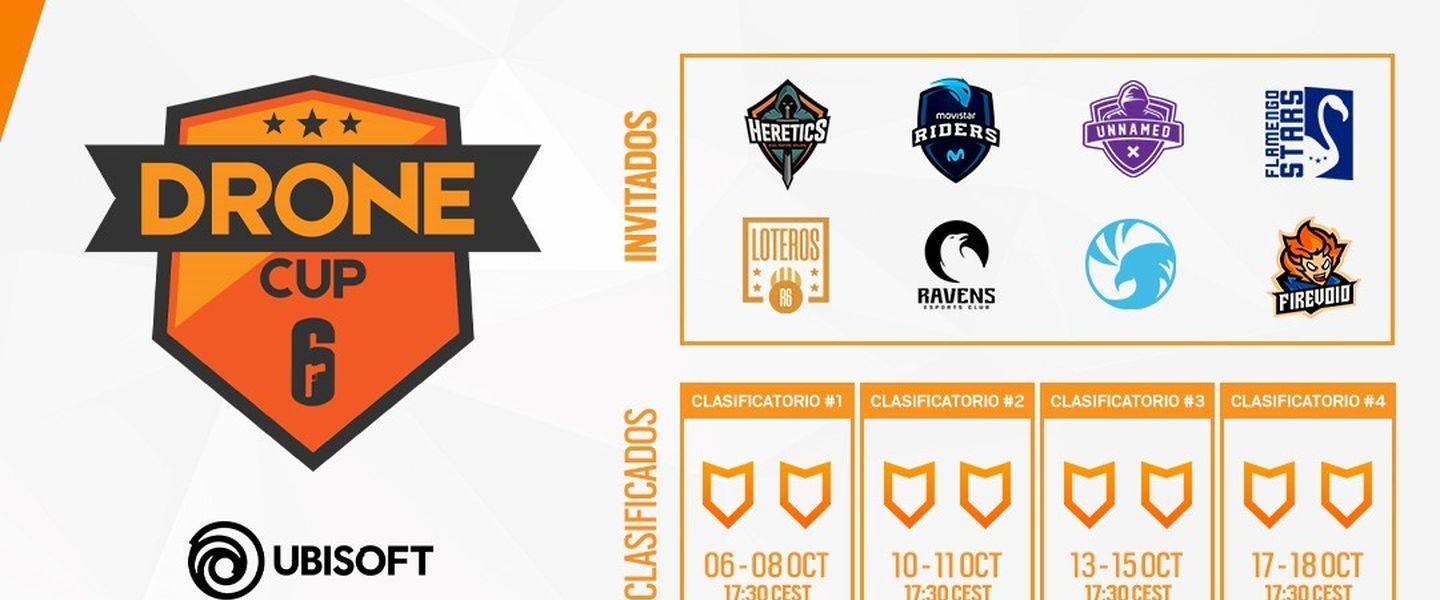 DRONE
CUP
6
UBISOFT
INVITADOS
HERETICS
movistar
RIDERS
UNNAMED
FLAMENGO
STARS
LOTEROS
R6
RAVENS
ESPORTS CLUB
FIREVOID
CLASIFICADOS
CLASIFICATORIO #1
06 - 08 OCT
17:30 CEST
CLASIFICATORIO #2
10 - 11 OCT
17:30 CEST
CLASIFICATORIO #3
13 - 15 OCT
17:30 CEST
CLASIFICATORIO #4
17 - 18 OCT
17:30 CEST